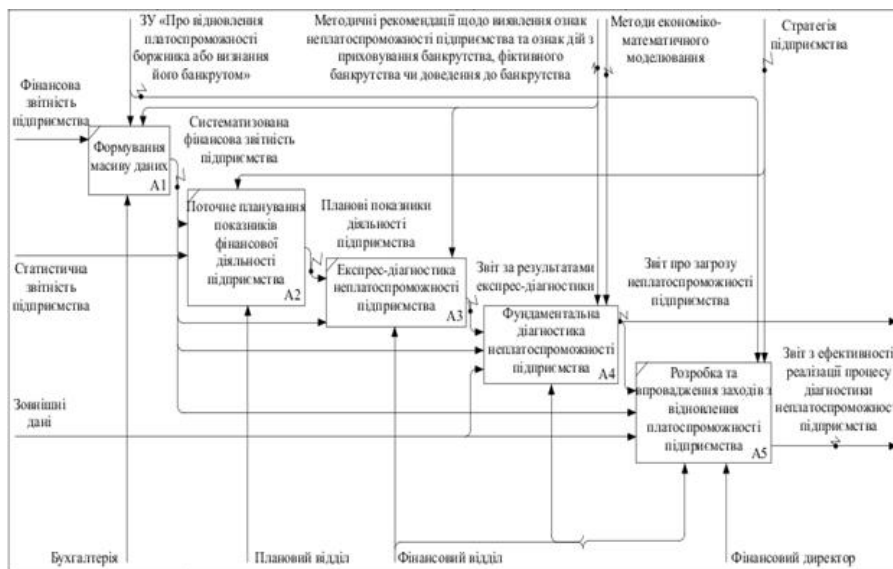 ЗУ «Про відновлення
платоспроможності
боржника або визнання
його банкрутом»
Методичні рекомендації щодо виявлення ознак
неплатоспроможності підприємства та ознак дій з
приховування банкрутства, фіктивного
банкрутства чи доведення до банкрутства
Методи економіко-
математичного
моделювання
Стратегія
підприємства
Фінансова
звітність
підприємства
Формування
масиву даних
A1
Систематизована
фінансова звітність
підприємства
Поточне планування
показників
фінансової
діяльності
підприємства
A2
Планові показники
діяльності
підприємства
Статистична
звітність
підприємства
Експрес-діагностика
неплатоспроможності
підприємства
A3
Звіт за результатами
експрес-діагностики
Фундаментальна
діагностика
неплатоспроможності
підприємства
A4
Звіт про загрозу
неплатоспроможності
підприємства
Розробка та
впровадження заходів з
відновлення
платоспроможності
підприємства
A5
Звіт з ефективності
реалізації процесу
діагностики
неплатоспроможності
підприємства
Зовнішні
дані
Бухгалтерія
Плановий відділ
Фінансовий відділ
Фінансовий директор